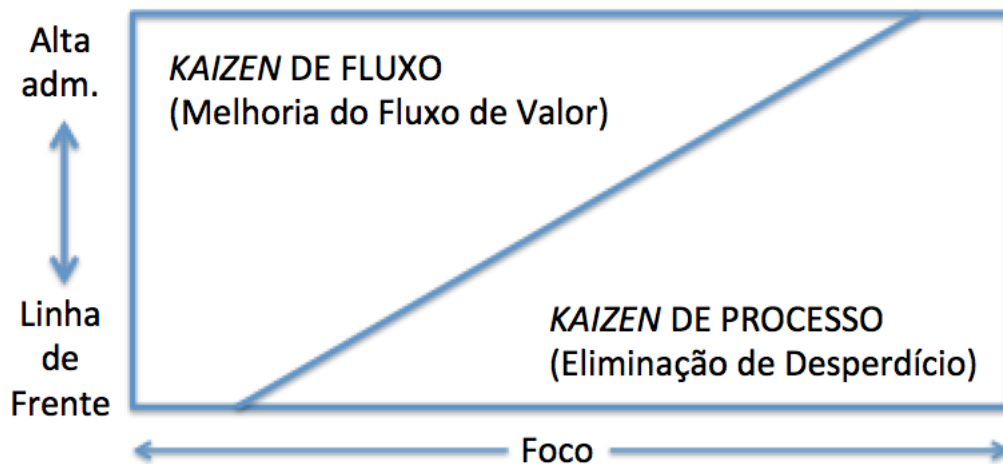 Alta
adm.
KAIZEN DE FLUXO
(Melhoria do Fluxo de Valor)
Linha
de
Frente
KAIZEN DE PROCESSO
(Eliminação de Desperdício)
Foco